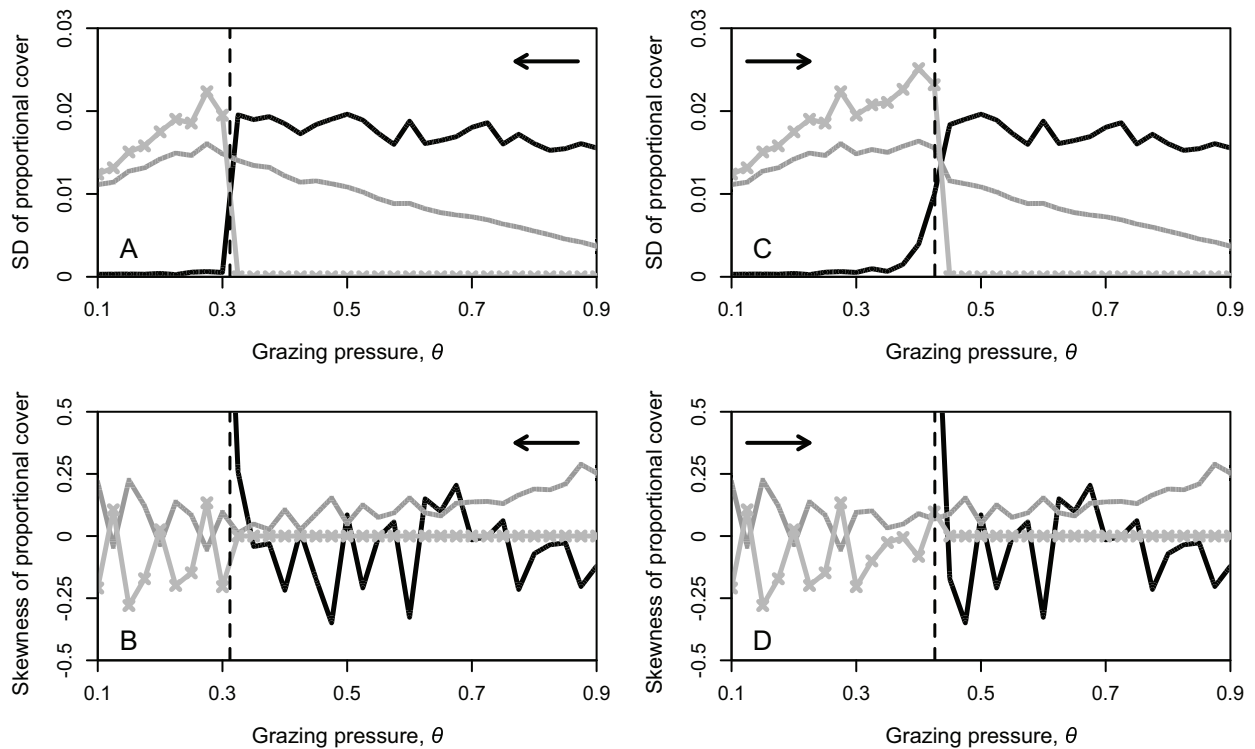 SD of proportional cover
0 0.01 0.02 0.03
A
0.1 0.3 0.5 0.7 0.9
Grazing pressure, θ
SD of proportional cover
0 0.01 0.02 0.03
C
0.1 0.3 0.5 0.7 0.9
Grazing pressure, θ
Skewness of proportional cover
-0.5 -0.25 0 0.25 0.5
B
0.1 0.3 0.5 0.7 0.9
Grazing pressure, θ
Skewness of proportional cover
-0.5 -0.25 0 0.25 0.5
D
0.1 0.3 0.5 0.7 0.9
Grazing pressure, θ